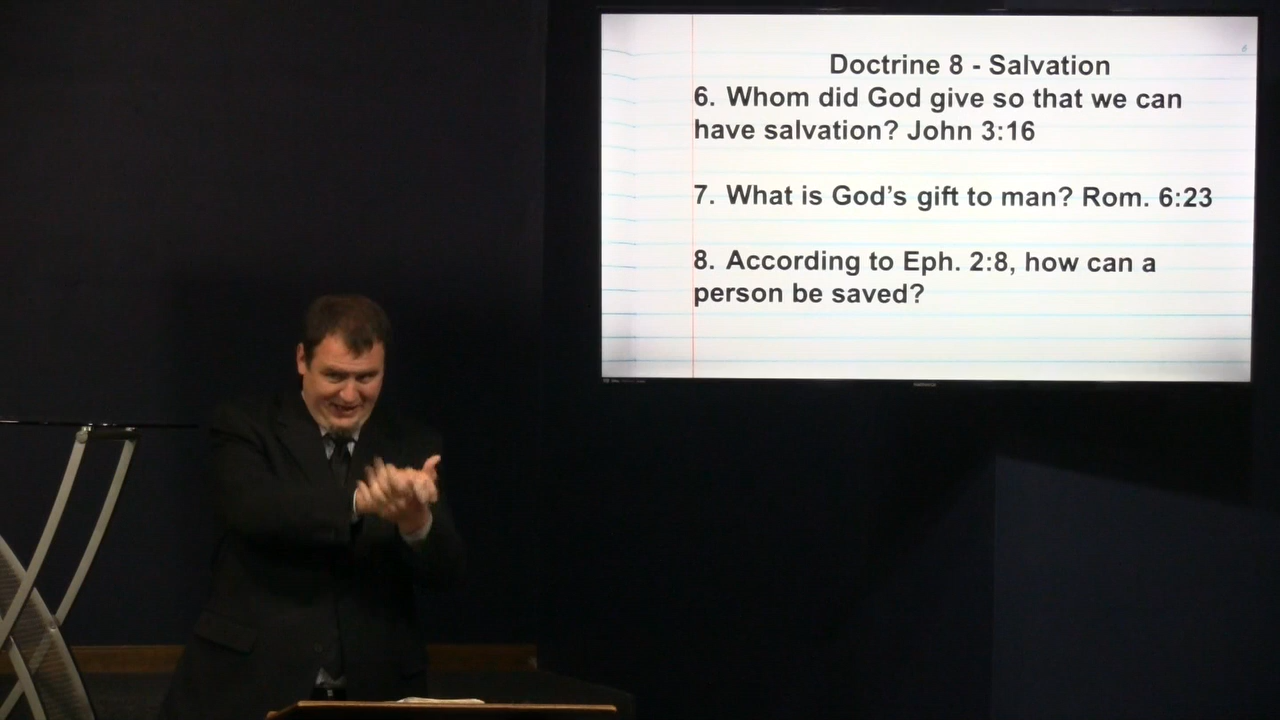 Doctrine 8 - Salvation
6. Whom did God give so that we can
have salvation? John 3:16
7. What is God's gift to man? Rom. 6:23
8. According to Eph. 2:8, how can a
person be saved?